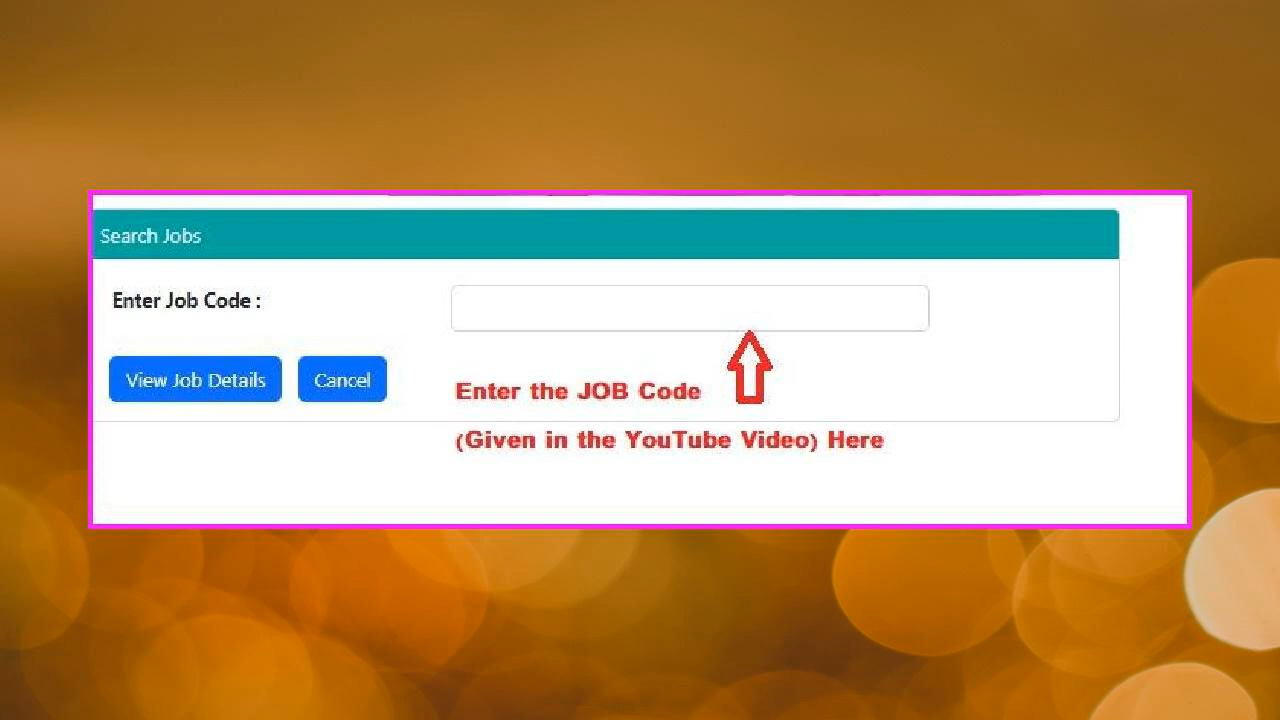 Search Jobs
Enter Job Code :
View Job Details Cancel
Enter the JOB Code
(Given in the YouTube Video) Here